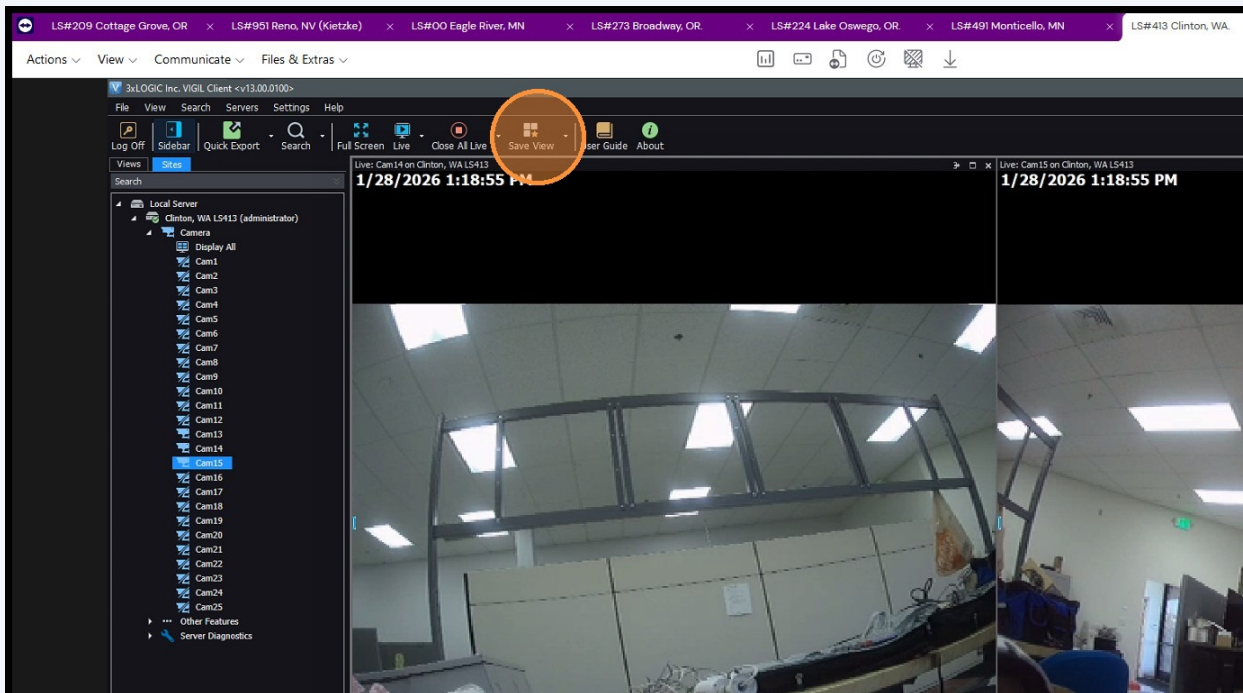 LS#209 Cottage Grove, OR × LS#951 Reno, NV (Kietzke) × LS#00 Eagle River, MN × LS#273 Broadway, OR. × LS#224 Lake Oswego, OR. × LS#491 Monticello, MN × LS#413 Clinton, WA.
Actions View Communicate Files & Extras
3xLOGIC Inc. VIGIL Client <v13.00.0100>
File View Search Servers Settings Help
Log Off Sidebar Quick Export Search Full Screen Live Close All Live Save View User Guide About
Views Sites
Live: Cam14 on Clinton, WA LS413
Live: Cam15 on Clinton, WA LS413
Search
1/28/2026 1:18:55 PM
1/28/2026 1:18:55 PM
Local Server
Clinton, WA LS413 (administrator)
Camera
Display All
Cam1
Cam2
Cam3
Cam4
Cam5
Cam6
Cam7
Cam8
Cam9
Cam10
Cam11
Cam12
Cam13
Cam14
Cam15
Cam16
Cam17
Cam18
Cam19
Cam20
Cam21
Cam22
Cam23
Cam24
Cam25
Other Features
Server Diagnostics